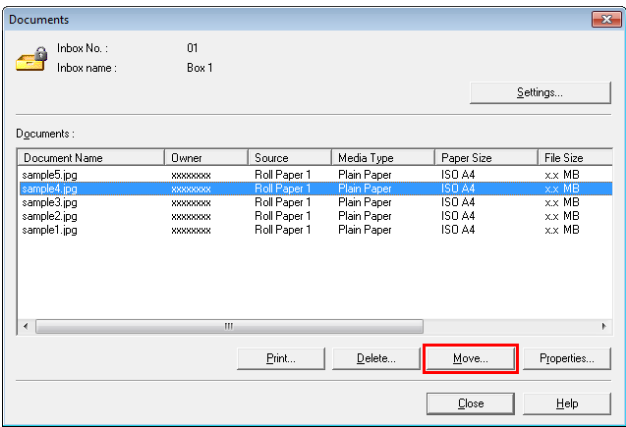 Documents
Inbox No. : 01
Inbox name : Box 1
Settings...
Documents :
Document Name Owner Source Media Type Paper Size File Size
sample5.jpg xxxxxxxx Roll Paper 1 Plain Paper ISO A4 x.x MB
sample4.jpg xxxxxxxx Roll Paper 1 Plain Paper ISO A4 x.x MB
sample3.jpg xxxxxxxx Roll Paper 1 Plain Paper ISO A4 x.x MB
sample2.jpg xxxxxxxx Roll Paper 1 Plain Paper ISO A4 x.x MB
sample1.jpg xxxxxxxx Roll Paper 1 Plain Paper ISO A4 x.x MB
Print... Delete... Move... Properties...
Close Help